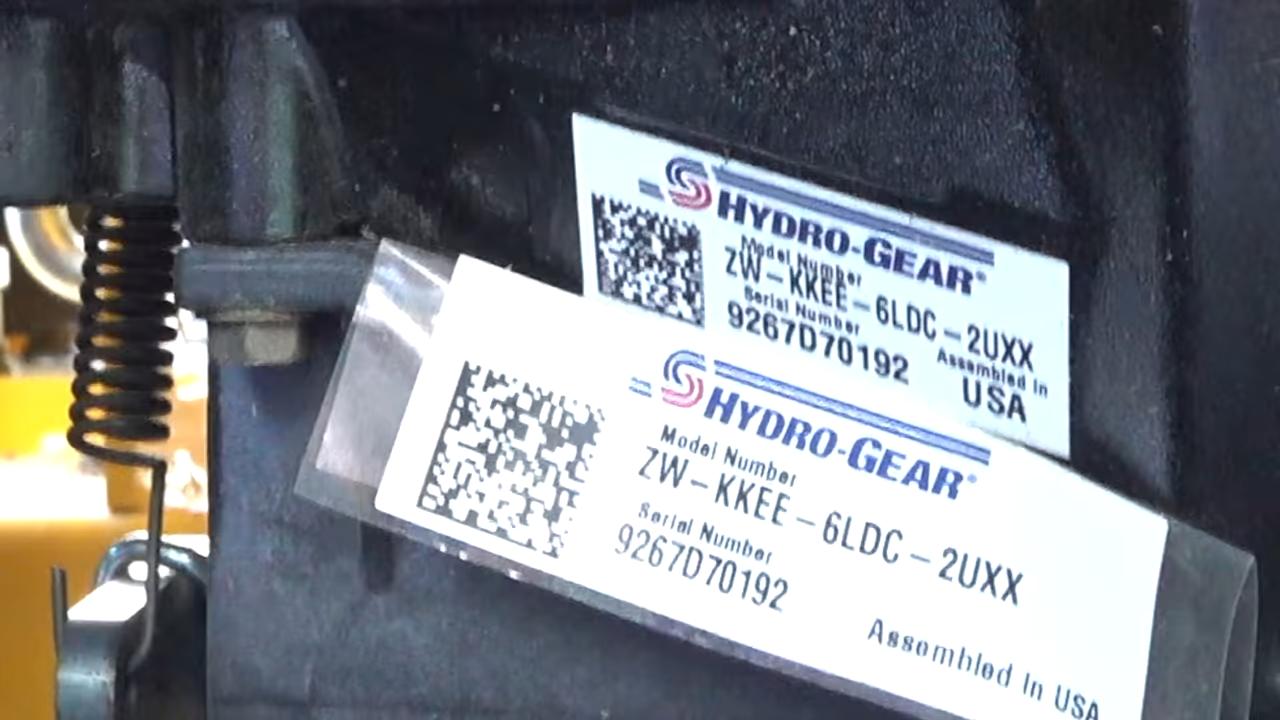 HYDRO-GEAR®
Model Number
ZW-KKEE-6LDC-2UXX
Serial Number
9267D70192
Assembled in
USA
HYDRO-GEAR®
Model Number
ZW-KKEE-6LDC-2UXX
Serial Number
9267D70192
Assembled In USA